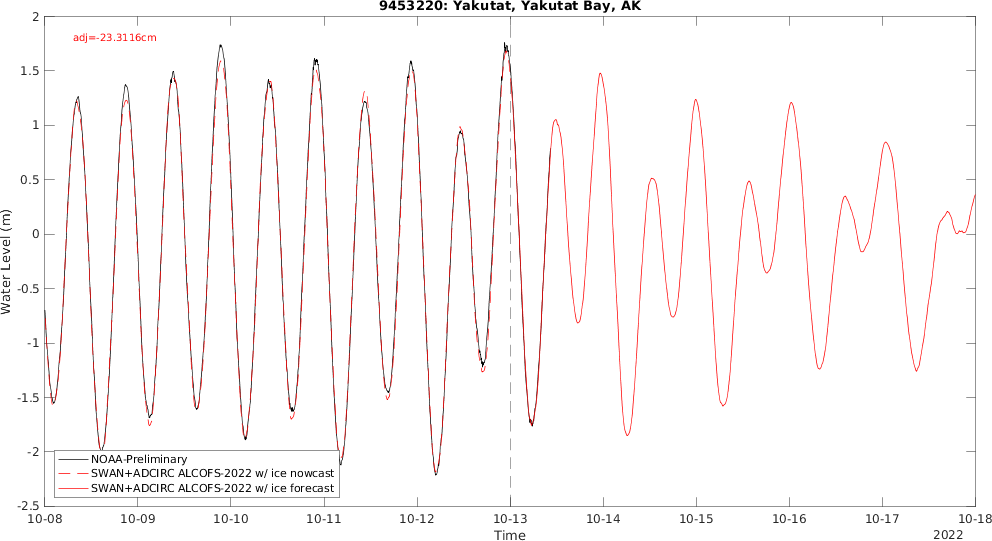 9453220: Yakutat, Yakutat Bay, AK
adj=-23.3116cm
2
1.5
1
0.5
0
-0.5
-1
-1.5
-2
-2.5
Water Level (m)
NOAA-Preliminary
SWAN+ADCIRC ALCOFS-2022 w/ ice nowcast
SWAN+ADCIRC ALCOFS-2022 w/ ice forecast
10-08 10-09 10-10 10-11 10-12 10-13 10-14 10-15 10-16 10-17 10-18
Time
2022